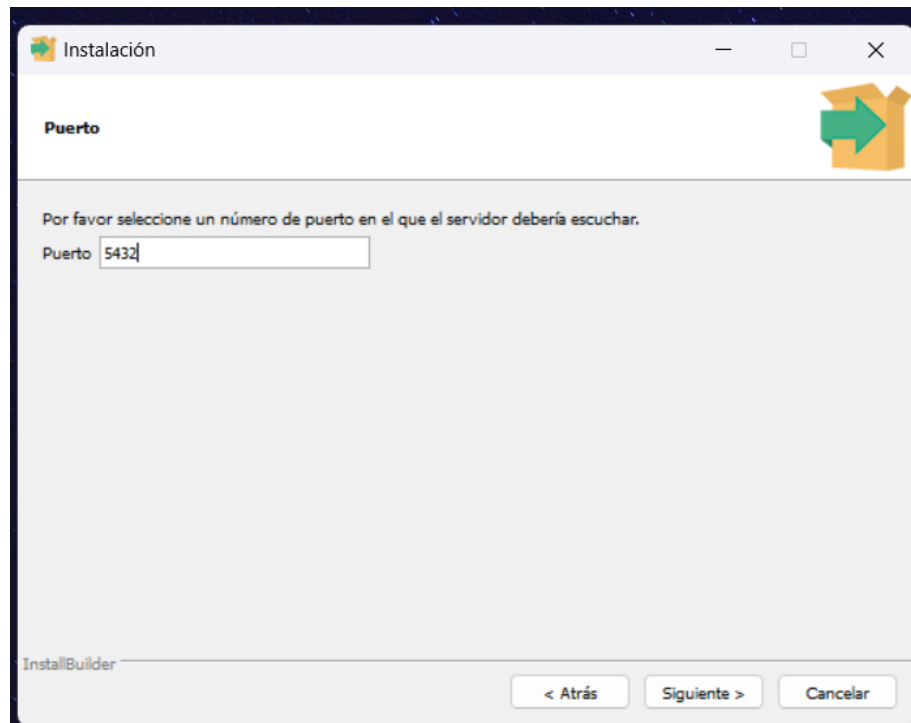 Instalación
Puerto
Por favor seleccione un número de puerto en el que el servidor debería escuchar.
Puerto 5432
InstallBuilder
< Atrás Siguiente > Cancelar